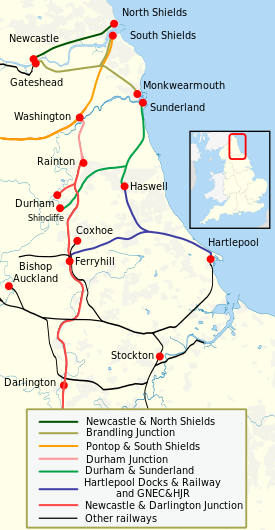 North Shields
Newcastle
South Shields
Gateshead
Monkwearmouth
Sunderland
Washington
Rainton
Haswell
Durham
Shincliffe
Coxhoe
Hartlepool
Bishop
Auckland
Ferryhill
Stockton
Darlington
Newcastle & North Shields
Brandling Junction
Pontop & South Shields
Durham Junction
Durham & Sunderland
Hartlepool Docks & Railway
and GNEC&HJR
Newcastle & Darlington Junction
Other railways